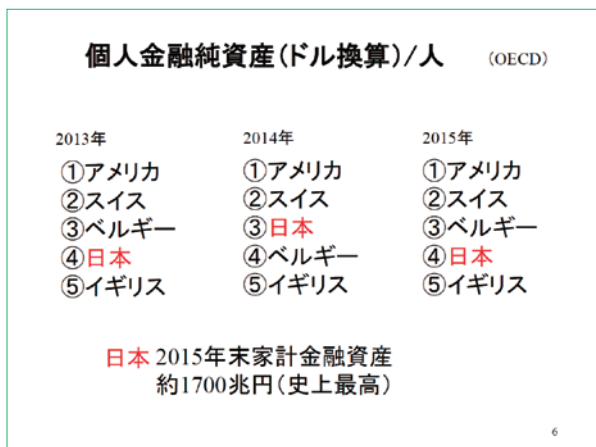 個人金融純資産(ドル換算)/人 (OECD)
2013年
①アメリカ
②スイス
③ベルギー
④日本
⑤イギリス
2014年
①アメリカ
②スイス
③日本
④ベルギー
⑤イギリス
2015年
①アメリカ
②スイス
③ベルギー
④日本
⑤イギリス
日本 2015年末家計金融資産
約1700兆円(史上最高)
6